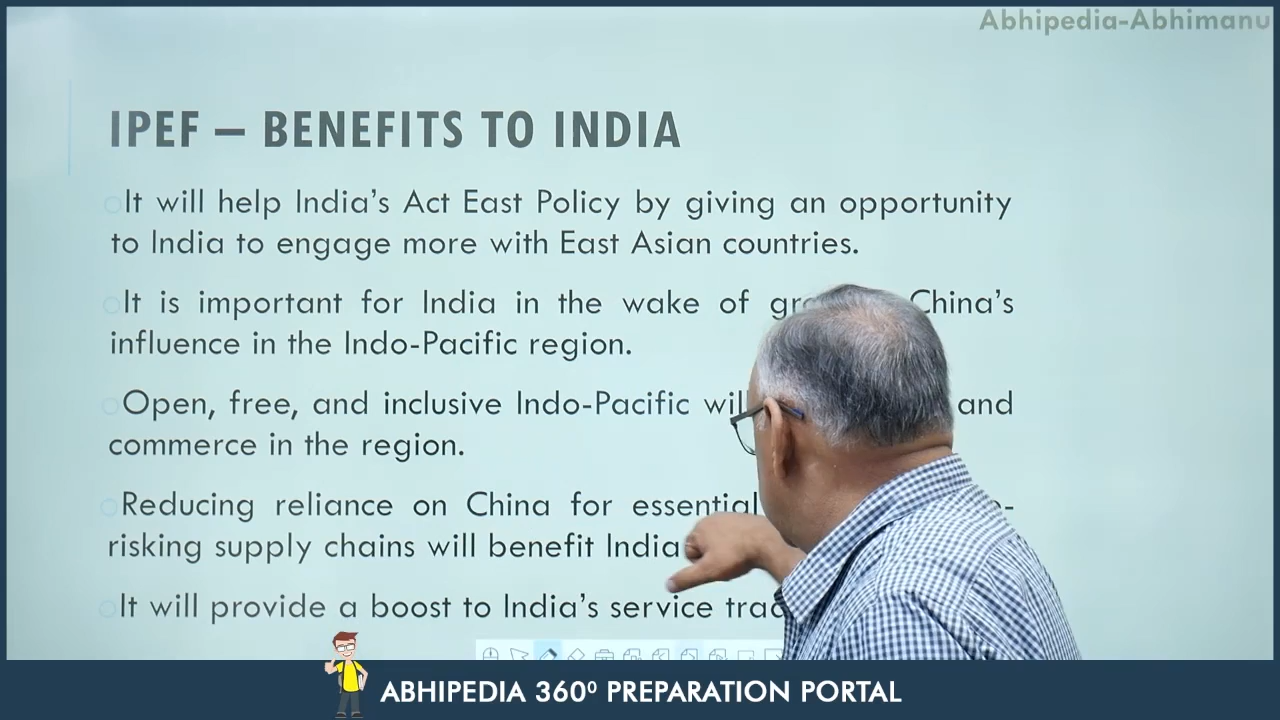 Abhipedia-Abhimanu
IPEF – BENEFITS TO INDIA
It will help India's Act East Policy by giving an opportunity
to India to engage more with East Asian countries.
It is important for India in the wake of China's
influence in the Indo-Pacific region.
Open, free, and inclusive Indo-Pacific and
commerce in the region.
Reducing reliance on China for essential
risking supply chains will benefit India
It will provide a boost to India's service
ABHIPEDIA 360⁰ PREPARATION PORTAL